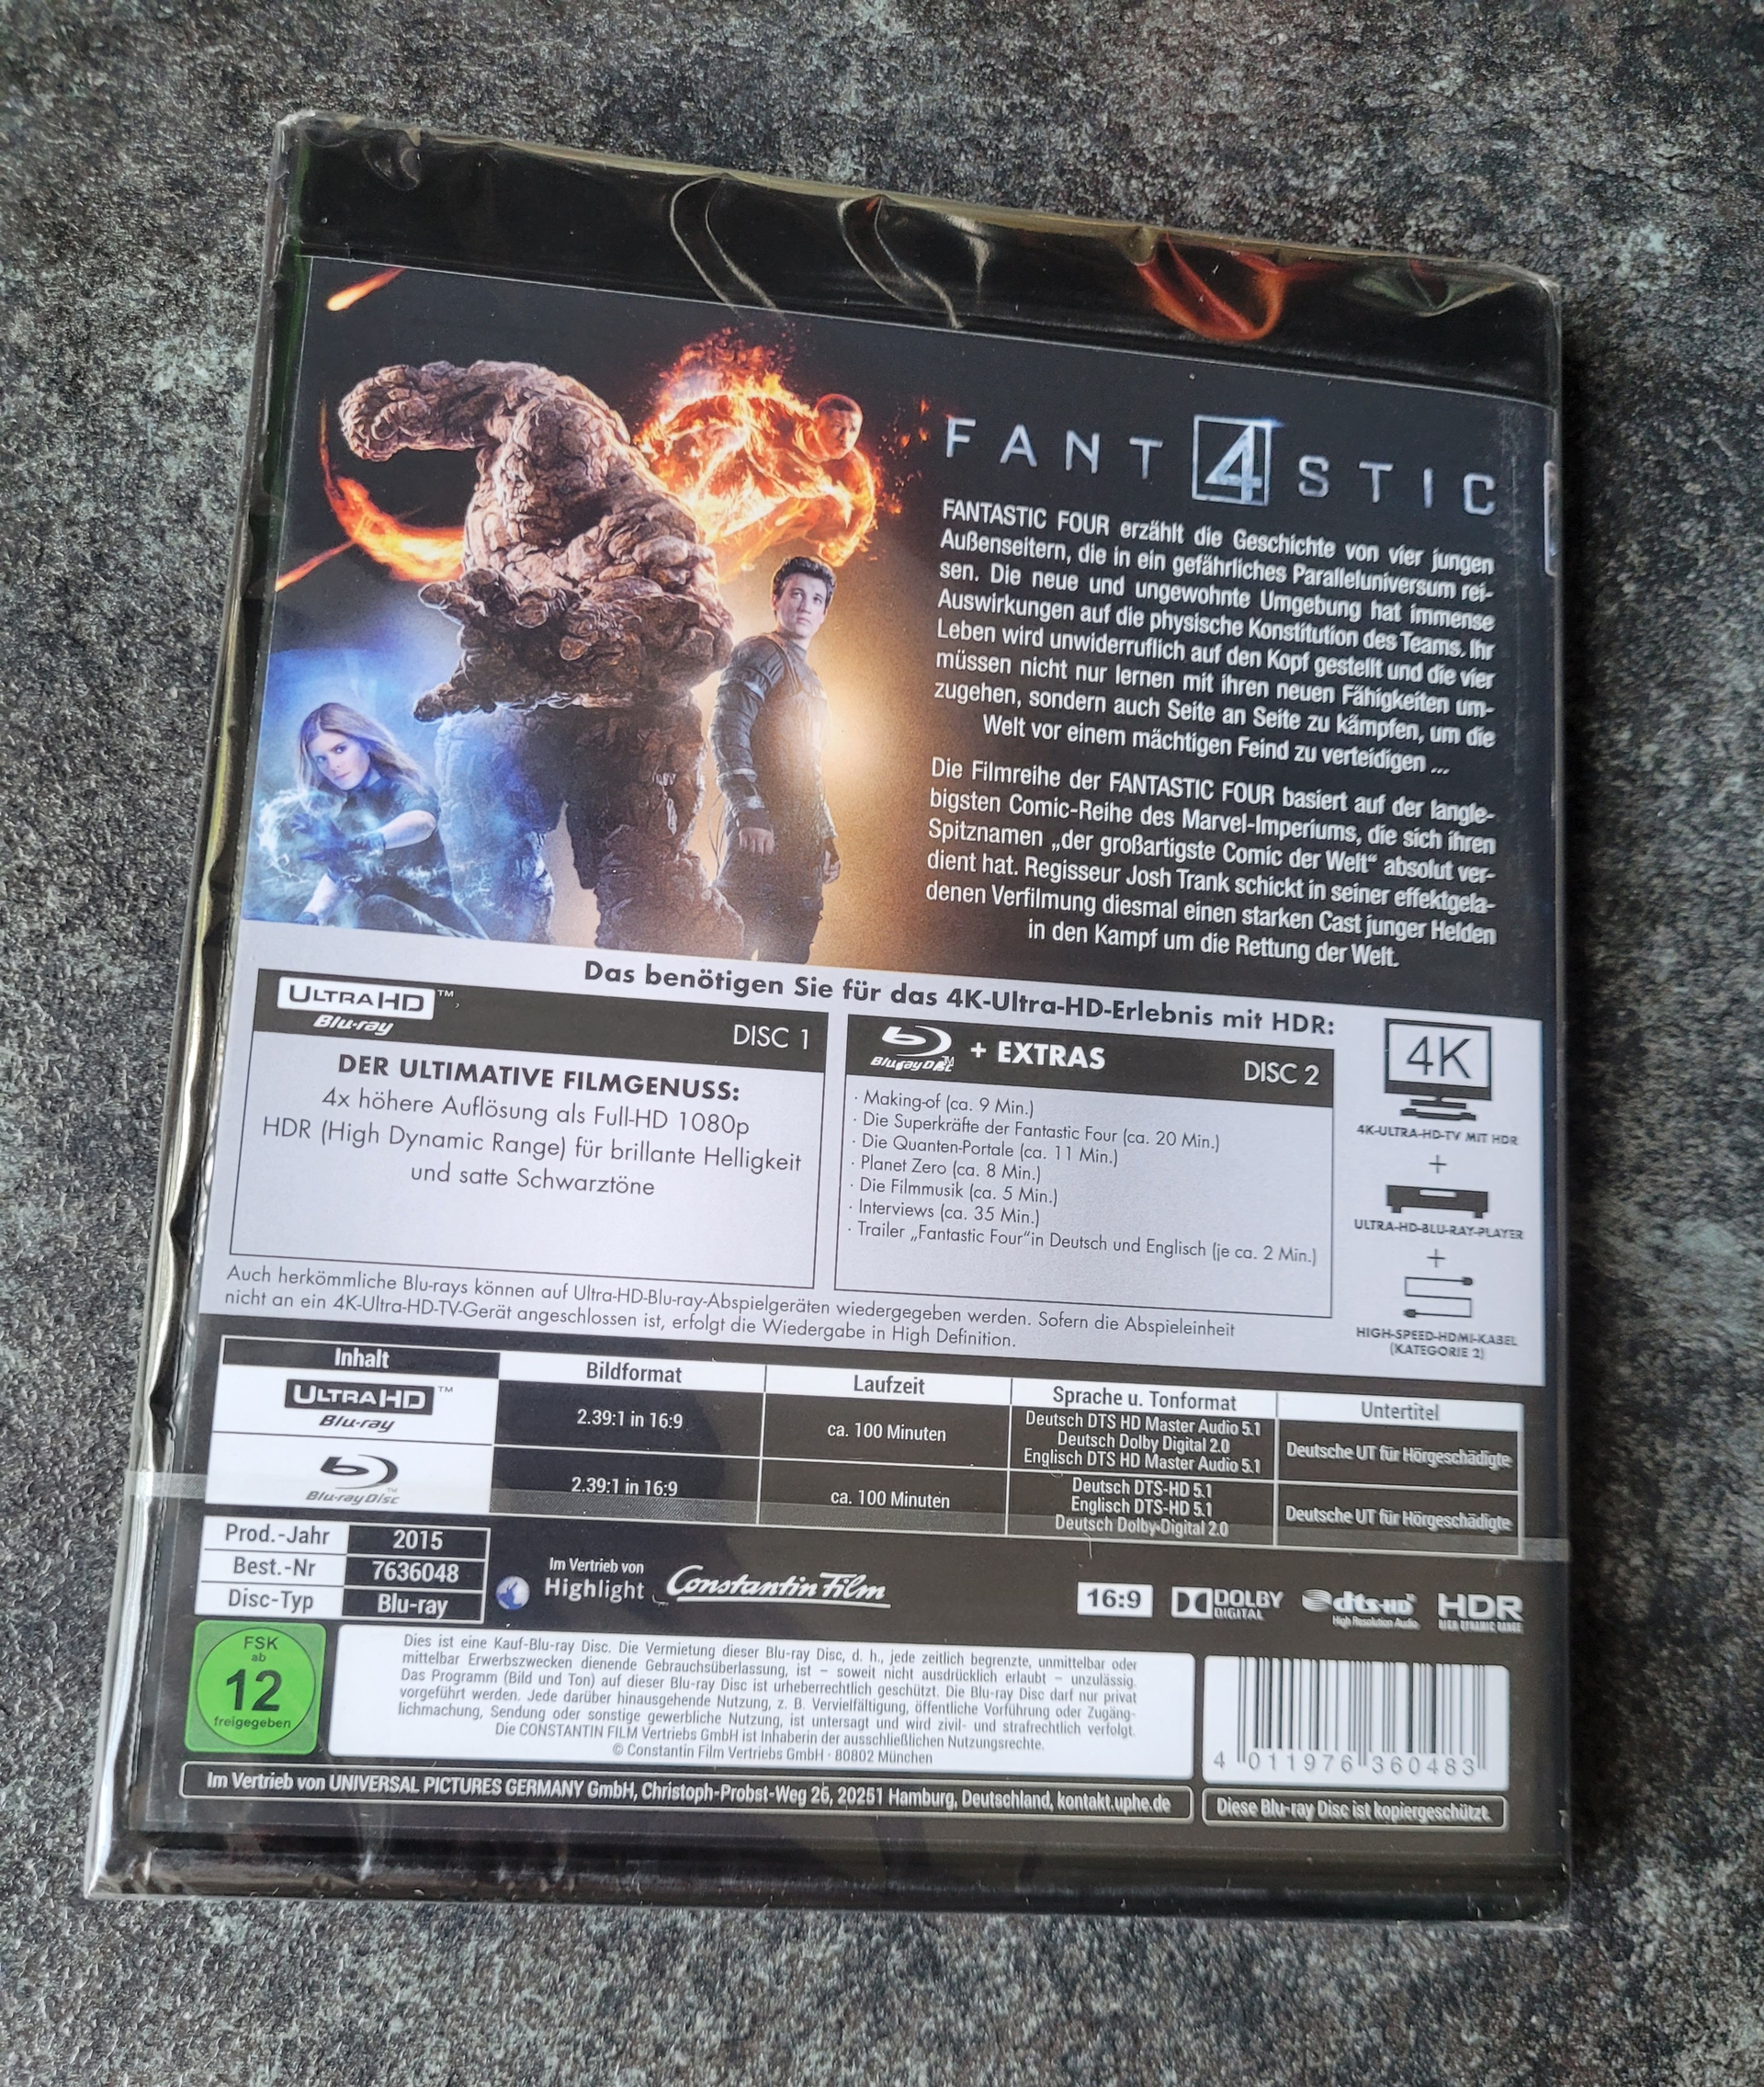 FANT4STIC
FANTASTIC FOUR erzählt die Geschichte von vier jungen
Außenseitern, die in ein gefährliches Paralleluniversum rei-
sen. Die neue und ungewohnte Umgebung hat immense
Auswirkungen auf die physische Konstitution des Teams. Ihr
Leben wird unwiderruflich auf den Kopf gestellt und die vier
müssen nicht nur lernen mit ihren neuen Fähigkeiten um-
zugehen, sondern auch Seite an Seite zu kämpfen, um die
Welt vor einem mächtigen Feind zu verteidigen ...
Die Filmreihe der FANTASTIC FOUR basiert auf der langle-
bigsten Comic-Reihe des Marvel-Imperiums, die sich ihren
Spitznamen „der großartigste Comic der Welt“ absolut ver-
dient hat. Regisseur Josh Trank schickt in seiner effektgela-
denen Verfilmung diesmal einen starken Cast junger Helden
in den Kampf um die Rettung der Welt.
Das benötigen Sie für das 4K-Ultra-HD-Erlebnis mit HDR:
ULTRA HD™
Blu-ray
DISC 1
DER ULTIMATIVE FILMGENUSS:
4x höhere Auflösung als Full-HD 1080p
HDR (High Dynamic Range) für brillante Helligkeit
und satte Schwarztöne
Blu-ray Disc™ + EXTRAS
DISC 2
· Making-of (ca. 9 Min.)
· Die Superkräfte der Fantastic Four (ca. 20 Min.)
· Die Quanten-Portale (ca. 11 Min.)
· Planet Zero (ca. 8 Min.)
· Die Filmmusik (ca. 5 Min.)
· Interviews (ca. 35 Min.)
· Trailer „Fantastic Four“in Deutsch und Englisch (je ca. 2 Min.)
4K
4K-ULTRA-HD-TV MIT HDR
+
ULTRA-HD-BLU-RAY-PLAYER
+
HIGH-SPEED-HDMI-KABEL
(KATEGORIE 2)
Auch herkömmliche Blu-rays können auf Ultra-HD-Blu-ray-Abspielgeräten wiedergegeben werden. Sofern die Abspieleinheit
nicht an ein 4K-Ultra-HD-TV-Gerät angeschlossen ist, erfolgt die Wiedergabe in High Definition.
Inhalt Bildformat Laufzeit Sprache u. Tonformat Untertitel
ULTRA HD™
Blu-ray
2.39:1 in 16:9
ca. 100 Minuten
Deutsch DTS HD Master Audio 5.1
Deutsch Dolby Digital 2.0
Englisch DTS HD Master Audio 5.1
Deutsche UT für Hörgeschädigte
Blu-ray Disc™
2.39:1 in 16:9
ca. 100 Minuten
Deutsch DTS-HD 5.1
Englisch DTS-HD 5.1
Deutsch Dolby Digital 2.0
Deutsche UT für Hörgeschädigte
Prod.-Jahr 2015
Best.-Nr 7636048
Disc-Typ Blu-ray
Im Vertrieb von
Highlight
Constantin Film
16:9
DOLBY
DIGITAL
dts-HD
High Resolution Audio
HDR
HIGH DYNAMIC RANGE
FSK
ab
12
freigegeben
Dies ist eine Kauf-Blu-ray Disc. Die Vermietung dieser Blu-ray Disc, d. h., jede zeitlich begrenzte, unmittelbar oder
mittelbar Erwerbszwecken dienende Gebrauchsüberlassung, ist – soweit nicht ausdrücklich erlaubt – unzulässig.
Das Programm (Bild und Ton) auf dieser Blu-ray Disc ist urheberrechtlich geschützt. Die Blu-ray Disc darf nur privat
vorgeführt werden. Jede darüber hinausgehende Nutzung, z. B. Vervielfältigung, öffentliche Vorführung oder Zugäng-
lichmachung, Sendung oder sonstige gewerbliche Nutzung, ist untersagt und wird zivil- und strafrechtlich verfolgt.
Die CONSTANTIN FILM Vertriebs GmbH ist Inhaberin der ausschließlichen Nutzungsrechte.
© Constantin Film Vertriebs GmbH · 80802 München
4 011976 360483
Im Vertrieb von UNIVERSAL PICTURES GERMANY GmbH, Christoph-Probst-Weg 26, 20251 Hamburg, Deutschland, kontakt.uphe.de
Diese Blu-ray Disc ist kopiergeschützt.